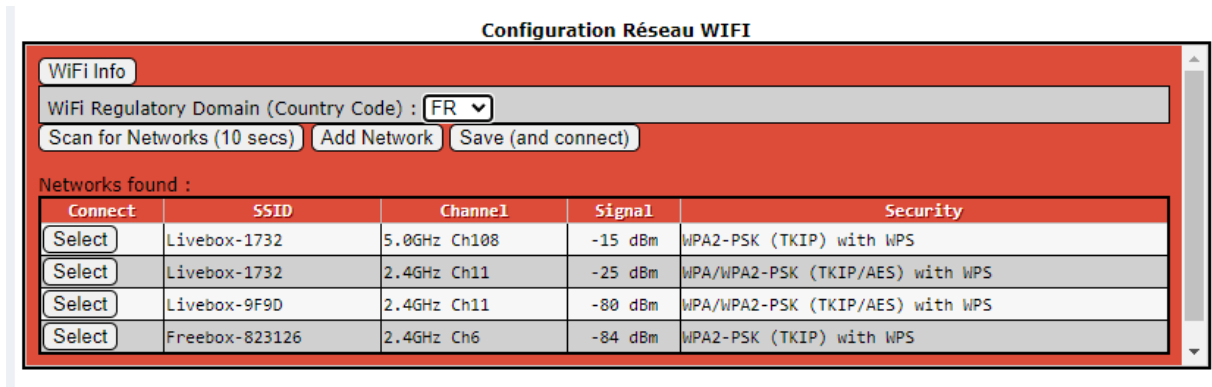 Configuration Réseau WIFI
WiFi Info
WiFi Regulatory Domain (Country Code) : FR
Scan for Networks (10 secs) Add Network Save (and connect)
Networks found :
Connect SSID Channel Signal Security
Select Livebox-1732 5.0GHz Ch108 -15 dBm WPA2-PSK (TKIP) with WPS
Select Livebox-1732 2.4GHz Ch11 -25 dBm WPA/WPA2-PSK (TKIP/AES) with WPS
Select Livebox-9F9D 2.4GHz Ch11 -80 dBm WPA/WPA2-PSK (TKIP/AES) with WPS
Select Freebox-823126 2.4GHz Ch6 -84 dBm WPA2-PSK (TKIP) with WPS